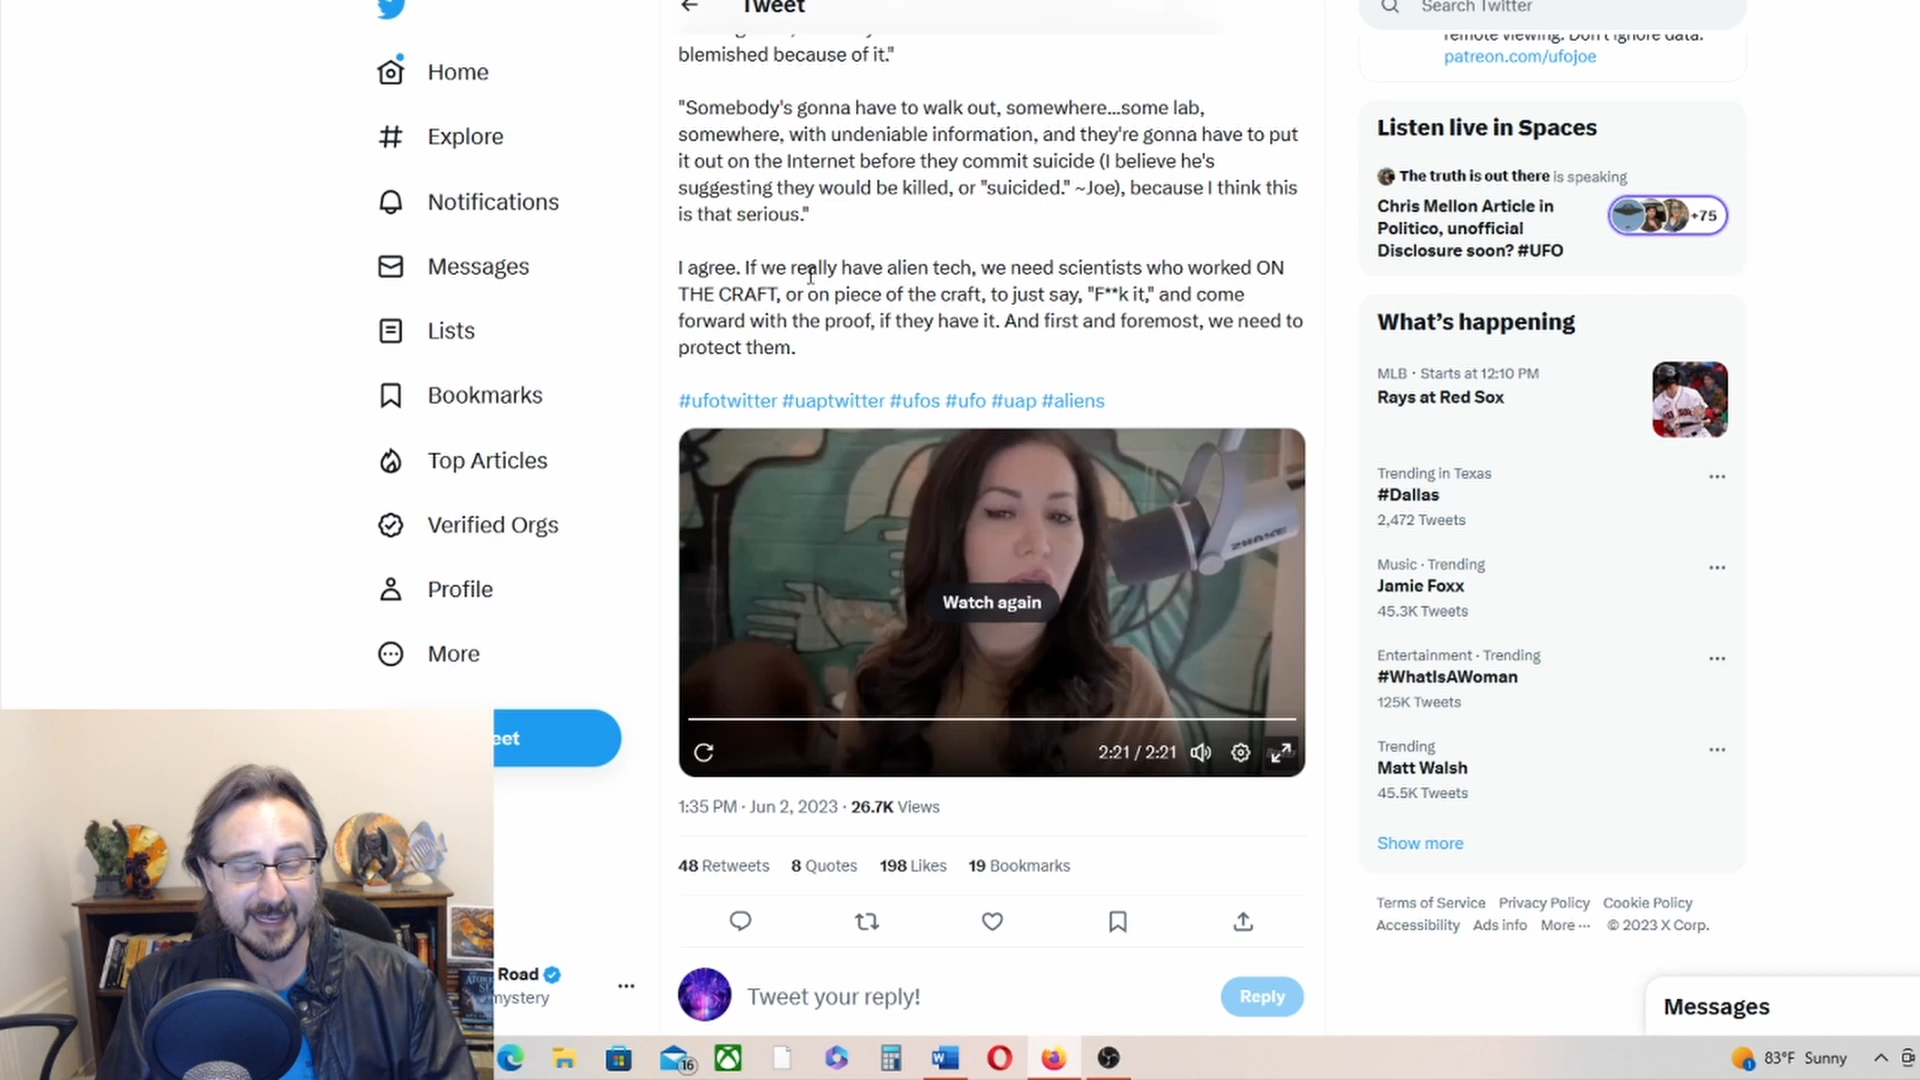 Tweet
Search Twitter
blemished because of it."
remote viewing. Don't ignore data.
patreon.com/ufojoe
Home
Explore
Notifications
Messages
Lists
Bookmarks
Top Articles
Verified Orgs
Profile
More
eet
Road
mystery
"Somebody's gonna have to walk out, somewhere...some lab,
somewhere, with undeniable information, and they're gonna have to put
it out on the Internet before they commit suicide (I believe he's
suggesting they would be killed, or "suicided." ~Joe), because I think this
is that serious."
I agree. If we really have alien tech, we need scientists who worked ON
THE CRAFT, or on piece of the craft, to just say, "F**k it," and come
forward with the proof, if they have it. And first and foremost, we need to
protect them.
#ufotwitter #uaptwitter #ufos #ufo #uap #aliens
Watch again
2:21 / 2:21
1:35 PM · Jun 2, 2023 · 26.7K Views
48 Retweets 8 Quotes 198 Likes 19 Bookmarks
Tweet your reply!
Reply
Listen live in Spaces
The truth is out there is speaking
Chris Mellon Article in
Politico, unofficial
Disclosure soon? #UFO
+75
What's happening
MLB · Starts at 12:10 PM
Rays at Red Sox
Trending in Texas
#Dallas
2,472 Tweets
Music · Trending
Jamie Foxx
45.3K Tweets
Entertainment · Trending
#WhatIsAWoman
125K Tweets
Trending
Matt Walsh
45.5K Tweets
Show more
Terms of Service Privacy Policy Cookie Policy
Accessibility Ads info More ··· © 2023 X Corp.
Messages
16
83°F Sunny